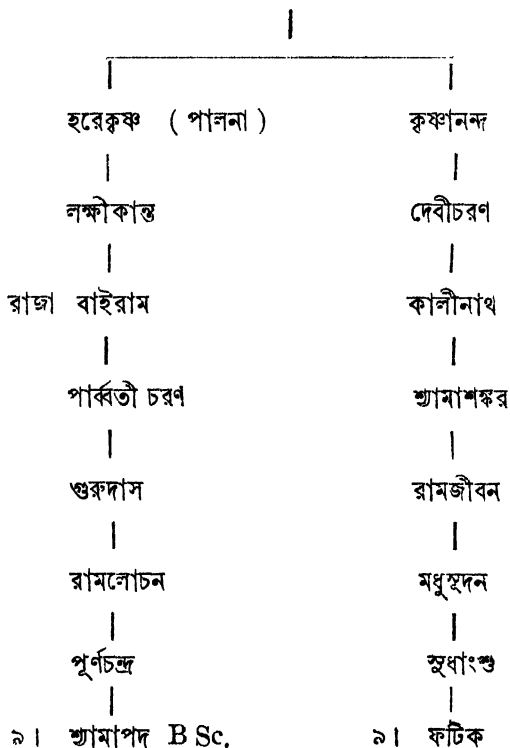 হরেকৃষ্ণ ( পালনা ) কৃষ্ণানন্দ
লক্ষীকান্ত দেবীচরণ
রাজা বাইরাম কালীনাথ
পার্ব্বতী চরণ শ্যামাশঙ্কর
গুরুদাস রামজীবন
রামলোচন মধুসূদন
পূর্ণচন্দ্র সুধাংশু
৯। শ্যামাপদ B Sc. ৯। ফটিক